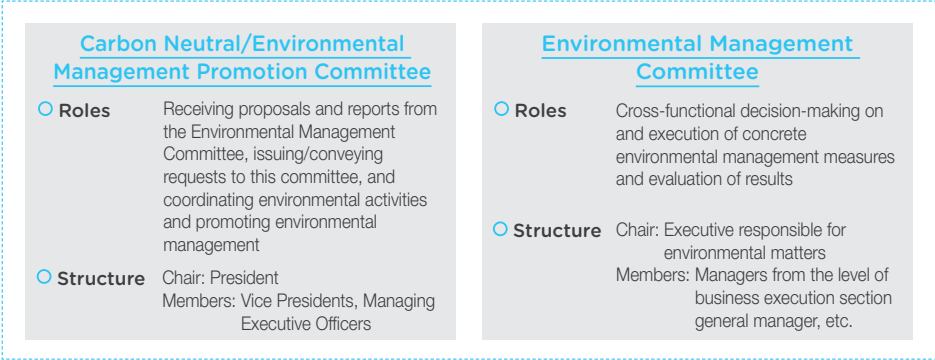 Carbon Neutral/Environmental
Management Promotion Committee
Roles
Receiving proposals and reports from
the Environmental Management
Committee, issuing/conveying
requests to this committee, and
coordinating environmental activities
and promoting environmental
management
Structure
Chair: President
Members: Vice Presidents, Managing
Executive Officers
Environmental Management
Committee
Roles
Cross-functional decision-making on
and execution of concrete
environmental management measures
and evaluation of results
Structure
Chair: Executive responsible for
environmental matters
Members: Managers from the level of
business execution section
general manager, etc.